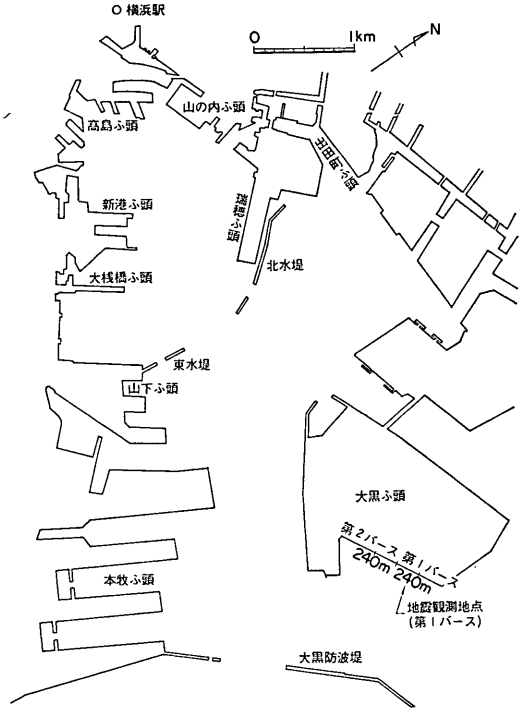 横浜駅
0 1km
N
山の内ふ頭
高島ふ頭
出田町ふ頭
瑞穂ふ頭
新港ふ頭
北水堤
大桟橋ふ頭
東水堤
山下ふ頭
大黒ふ頭
第2バース 第1バース
240m 240m
本牧ふ頭
地震観測地点
(第1バース)
大黒防波堤